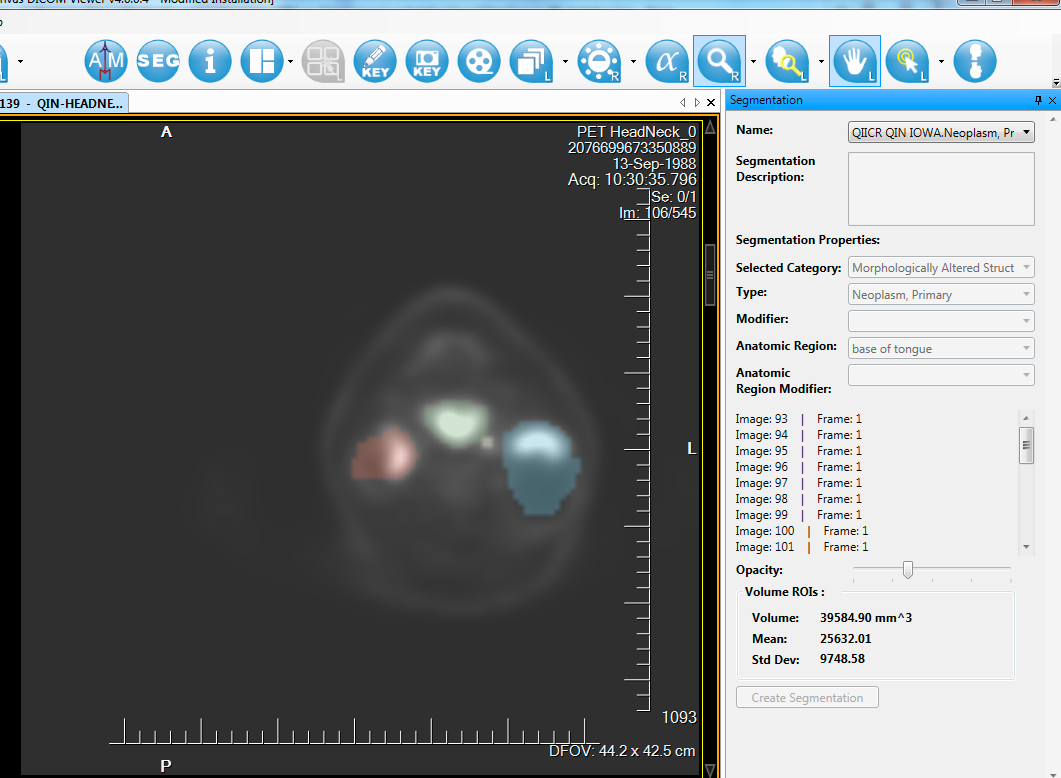 DICOM Viewer v4.0.0.4 - Modified Installation]
A M
SEG
i
KEY
KEY
L
R
α R
R
L
L
L
139 - QIN-HEADNE...
A
PET HeadNeck_0
2076699673350889
13-Sep-1988
Acq: 10:30:35.796
Se: 0/1
Im: 106/545
L
1093
DFOV: 44.2 x 42.5 cm
P
Segmentation
Name:
QIICR QIN IOWA.Neoplasm, Pr
Segmentation
Description:
Segmentation Properties:
Selected Category: Morphologically Altered Struct
Type: Neoplasm, Primary
Modifier:
Anatomic Region: base of tongue
Anatomic
Region Modifier:
Image: 93 | Frame: 1
Image: 94 | Frame: 1
Image: 95 | Frame: 1
Image: 96 | Frame: 1
Image: 97 | Frame: 1
Image: 98 | Frame: 1
Image: 99 | Frame: 1
Image: 100 | Frame: 1
Image: 101 | Frame: 1
Opacity:
Volume ROIs :
Volume: 39584.90 mm^3
Mean: 25632.01
Std Dev: 9748.58
Create Segmentation